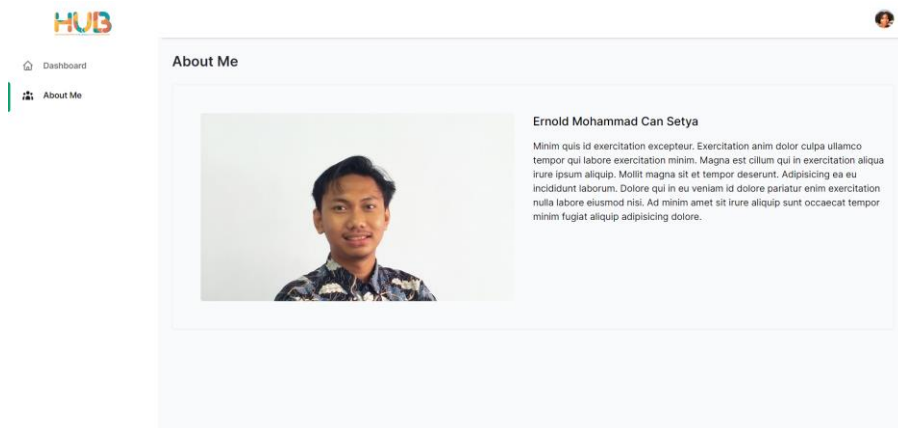 HUB
Dashboard
About Me
About Me
Ernold Mohammad Can Setya
Minim quis id exercitation excepteur. Exercitation anim dolor culpa ullamco
tempor qui labore exercitation minim. Magna est cillum qui in exercitation aliqua
irure ipsum aliquip. Mollit magna sit et tempor deserunt. Adipisicing ea eu
incididunt laborum. Dolore qui in eu veniam id dolore pariatur enim exercitation
nulla labore eiusmod nisi. Ad minim amet sit irure aliquip sunt occaecat tempor
minim fugiat aliquip adipisicing dolore.